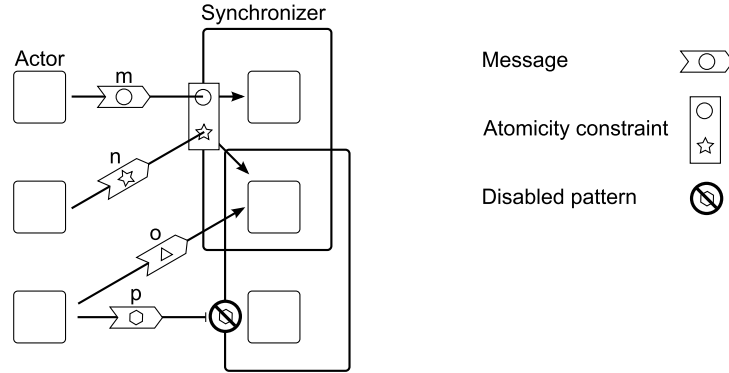 Synchronizer
Actor
m
n
o
p
Message
Atomicity constraint
Disabled pattern